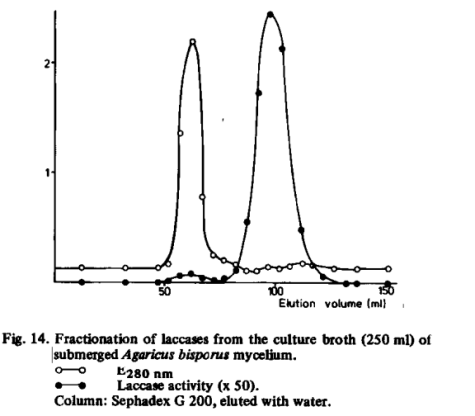 2
1
50
100
150
Elution volume (ml)
Fig. 14. Fractionation of laccases from the culture broth (250 ml) of
submerged Agaricus bisporus mycelium.
E280 nm
Laccase activity (x 50).
Column: Sephadex G 200, eluted with water.